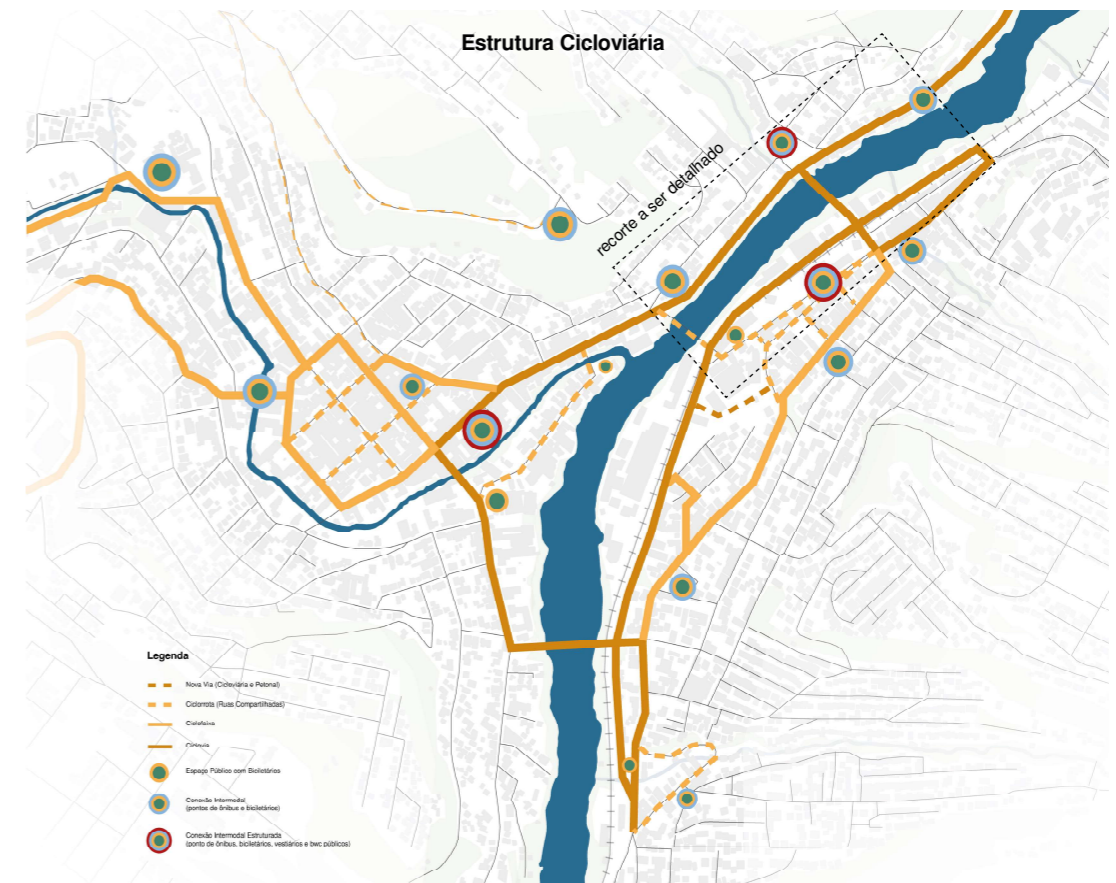 Estrutura Cicloviária
recorte a ser detalhado
Legenda
Nova Via (Cicloviária e Petonal)
Ciclorrota (Ruas Compartilhadas)
Ciclofaixa
Ciclovia
Espaço Público com Bicicletários
Conexão Intermodal
(pontos de ônibus e bicicletários)
Conexão Intermodal Estruturada
(ponto de ônibus, bicicletários, vestiários e bwc públicos)